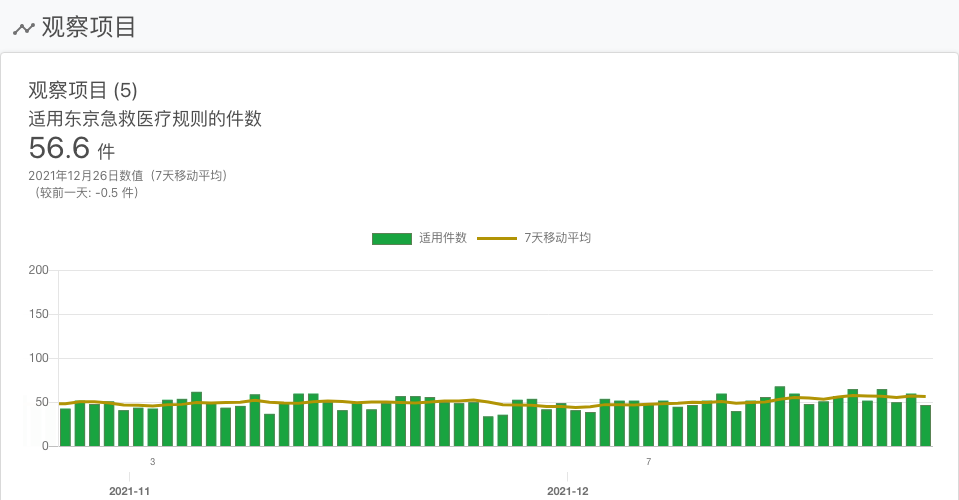 观察项目
观察项目 (5)
适用东京急救医疗规则的件数
56.6 件
2021年12月26日数值（7天移动平均）
（较前一天: -0.5 件）
适用件数 7天移动平均
200
150
100
50
0
3 7
2021-11 2021-12